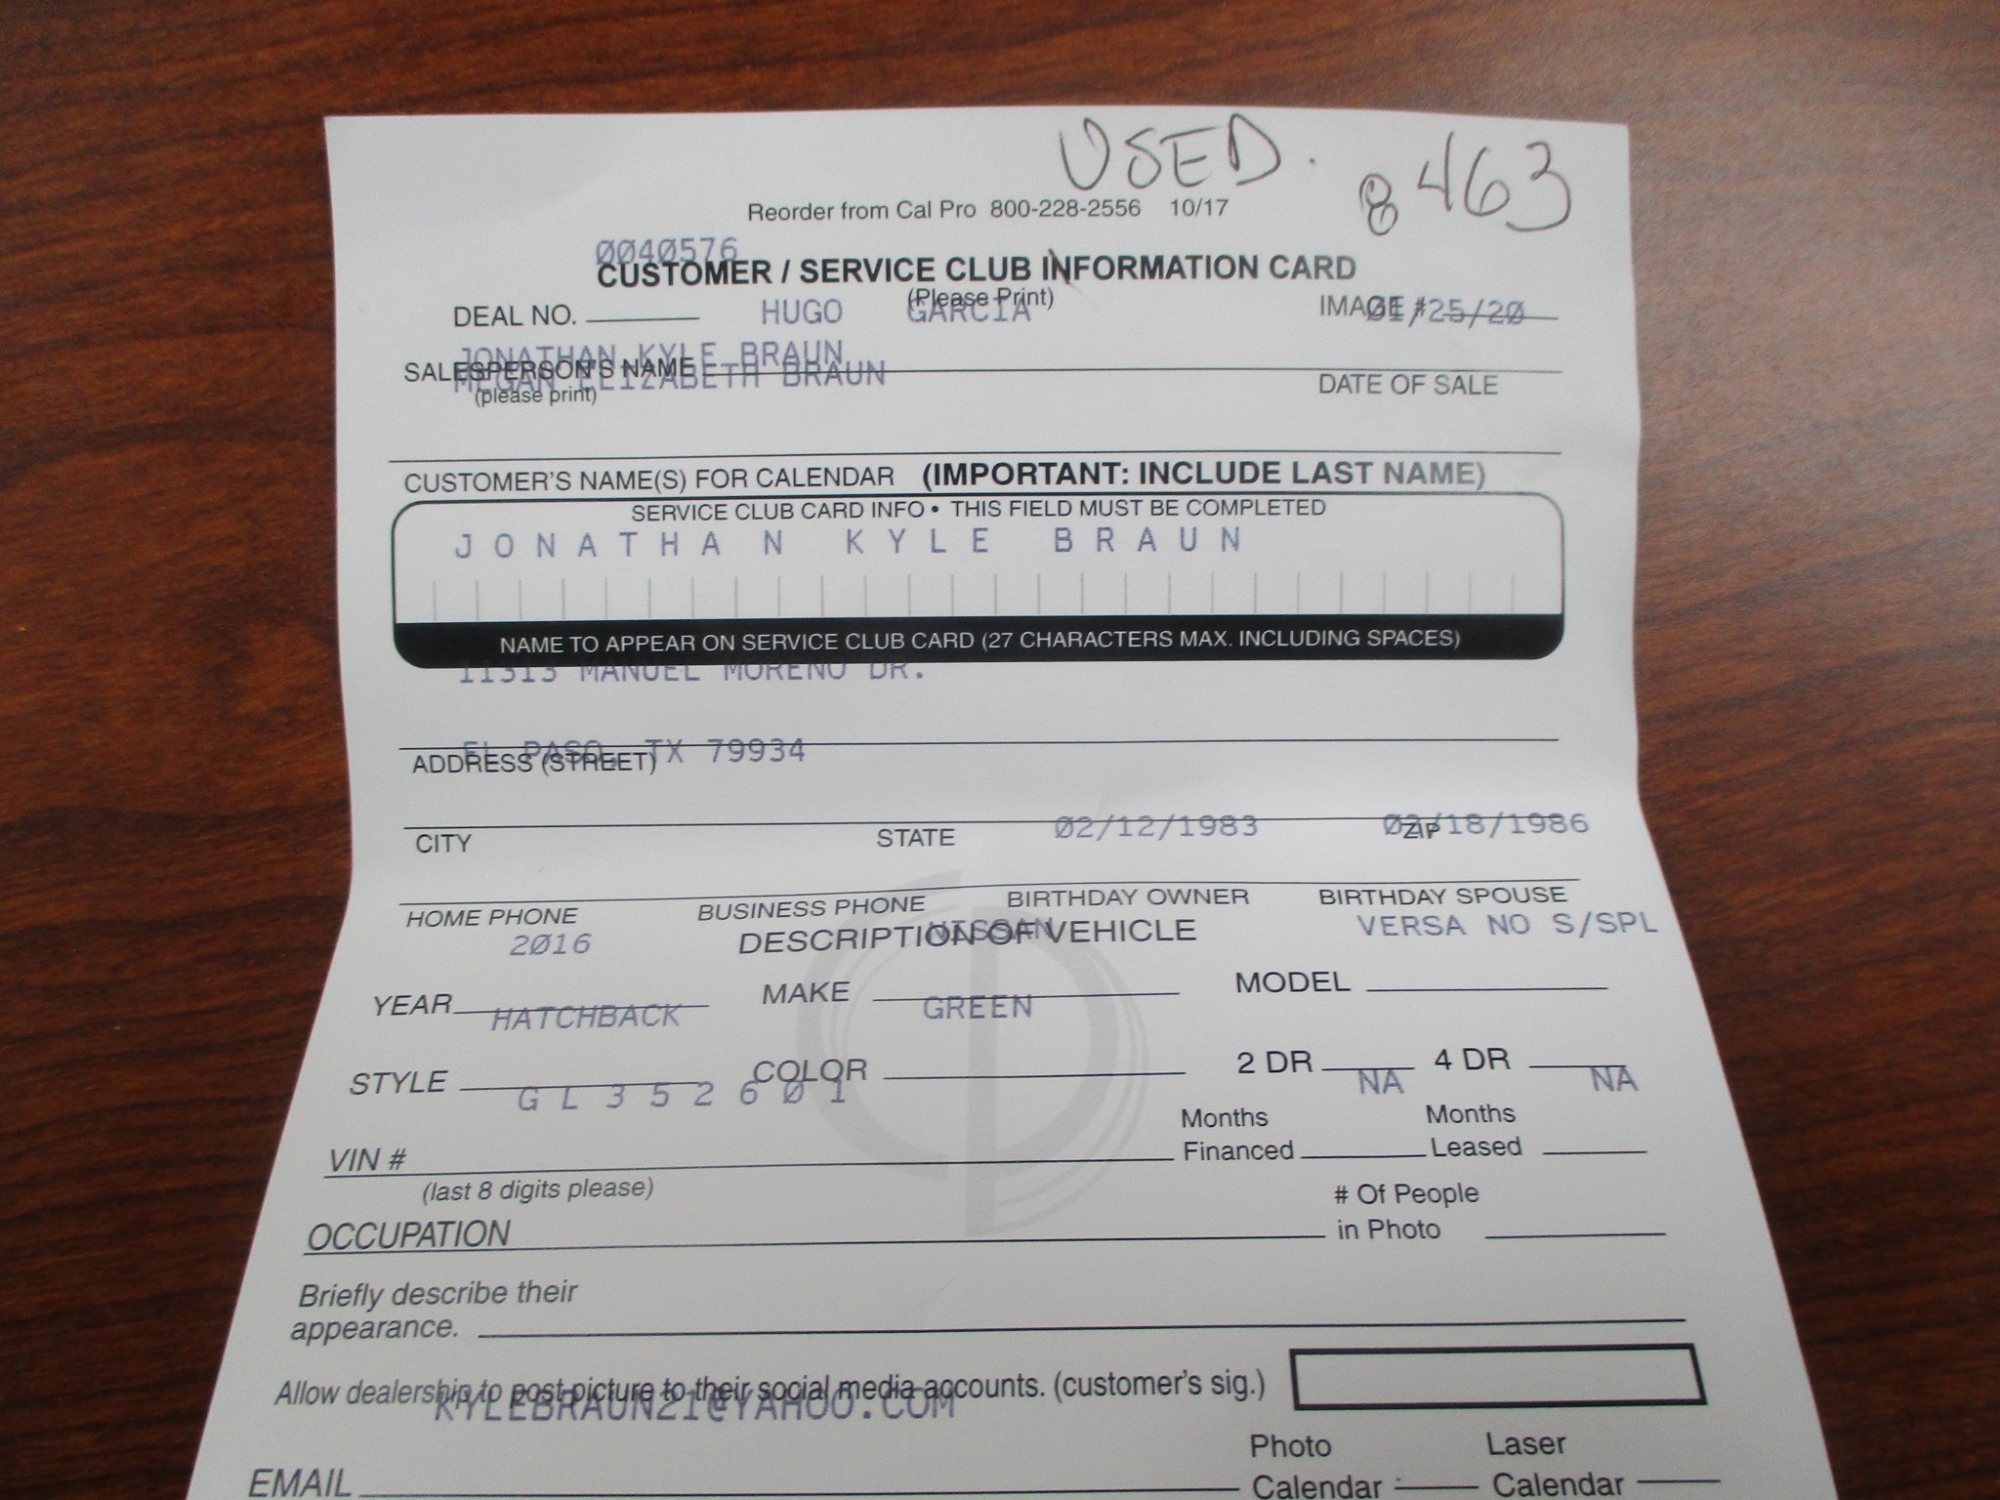 USED. 8463
Reorder from Cal Pro 800-228-2556 10/17
0040576
CUSTOMER / SERVICE CLUB INFORMATION CARD
(Please Print)
DEAL NO. HUGO GARCIA IMAGE # 01/25/20
JONATHAN KYLE BRAUN
SALESPERSON'S NAME
MEGAN ELIZABETH BRAUN DATE OF SALE
(please print)
CUSTOMER'S NAME(S) FOR CALENDAR (IMPORTANT: INCLUDE LAST NAME)
SERVICE CLUB CARD INFO • THIS FIELD MUST BE COMPLETED
JONATHAN KYLE BRAUN
NAME TO APPEAR ON SERVICE CLUB CARD (27 CHARACTERS MAX. INCLUDING SPACES)
11313 MANUEL MORENO DR.
EL PASO, TX 79934
ADDRESS (STREET)
02/12/1983 /18/1986
CITY STATE ZIP
HOME PHONE BUSINESS PHONE BIRTHDAY OWNER BIRTHDAY SPOUSE
2016 NISSAN VERSA NO S/SPL
DESCRIPTION OF VEHICLE
YEAR MAKE MODEL
HATCHBACK GREEN
STYLE COLOR 2 DR 4 DR
GL352601 NA NA
Months Months
VIN # Financed Leased
(last 8 digits please) # Of People
OCCUPATION in Photo
Briefly describe their
appearance.
Allow dealership to post picture to their social media accounts. (customer's sig.)
KYLEBRAUN21@YAHOO.COM
Photo Laser
EMAIL Calendar Calendar